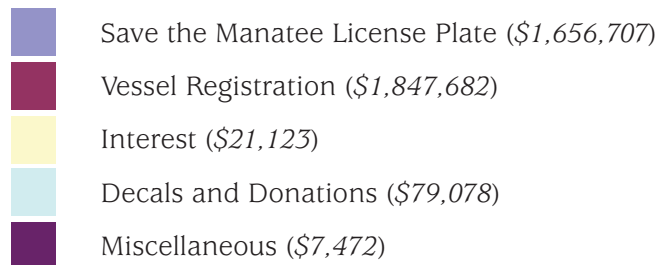 Save the Manatee License Plate ($1,656,707)
Vessel Registration ($1,847,682)
Interest ($21,123)
Decals and Donations ($79,078)
Miscellaneous ($7,472)